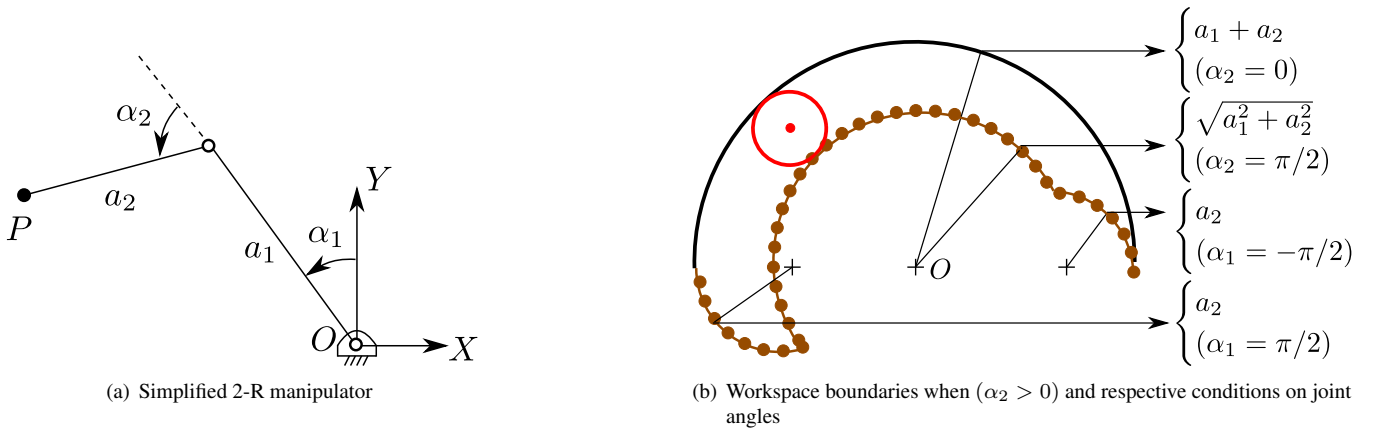 α₂
a₂
P
a₁
α₁
Y
O
X
(a) Simplified 2-R manipulator
O
a₁ + a₂
(α₂ = 0)
√(a₁² + a₂²)
(α₂ = π/2)
a₂
(α₁ = −π/2)
a₂
(α₁ = π/2)
(b) Workspace boundaries when (α₂ > 0) and respective conditions on joint
angles